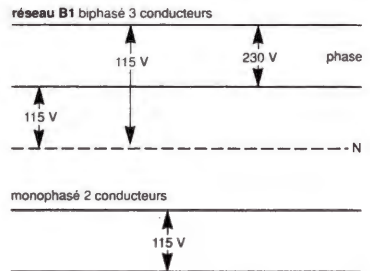 réseau B1 biphasé 3 conducteurs
115 V
230 V
phase
115 V
N
monophasé 2 conducteurs
115 V